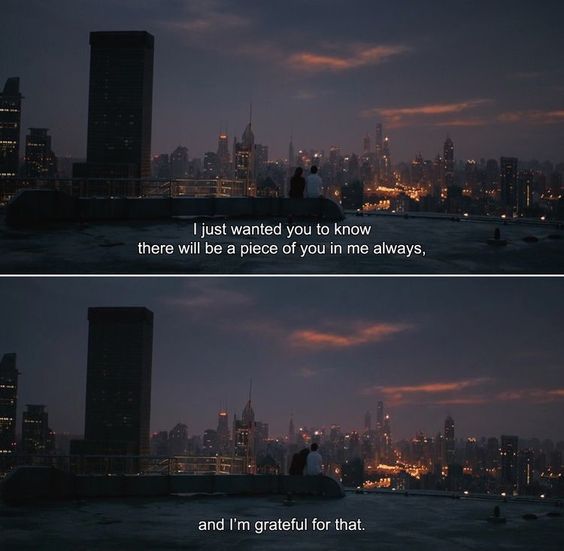 I just wanted you to know
there will be a piece of you in me always,
and I'm grateful for that.